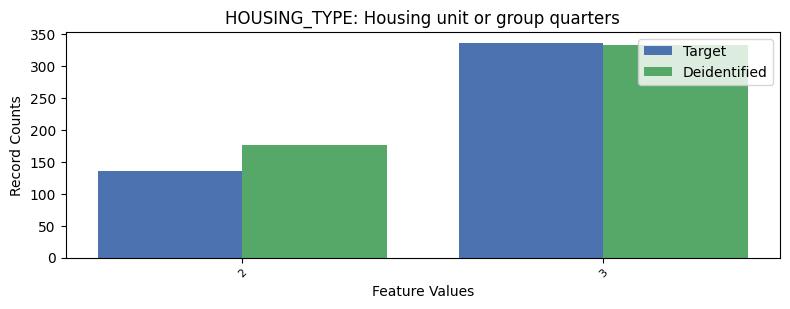 HOUSING_TYPE: Housing unit or group quarters
350
300
250
200
150
100
50
0
Record Counts
Target
Deidentified
2
3
Feature Values